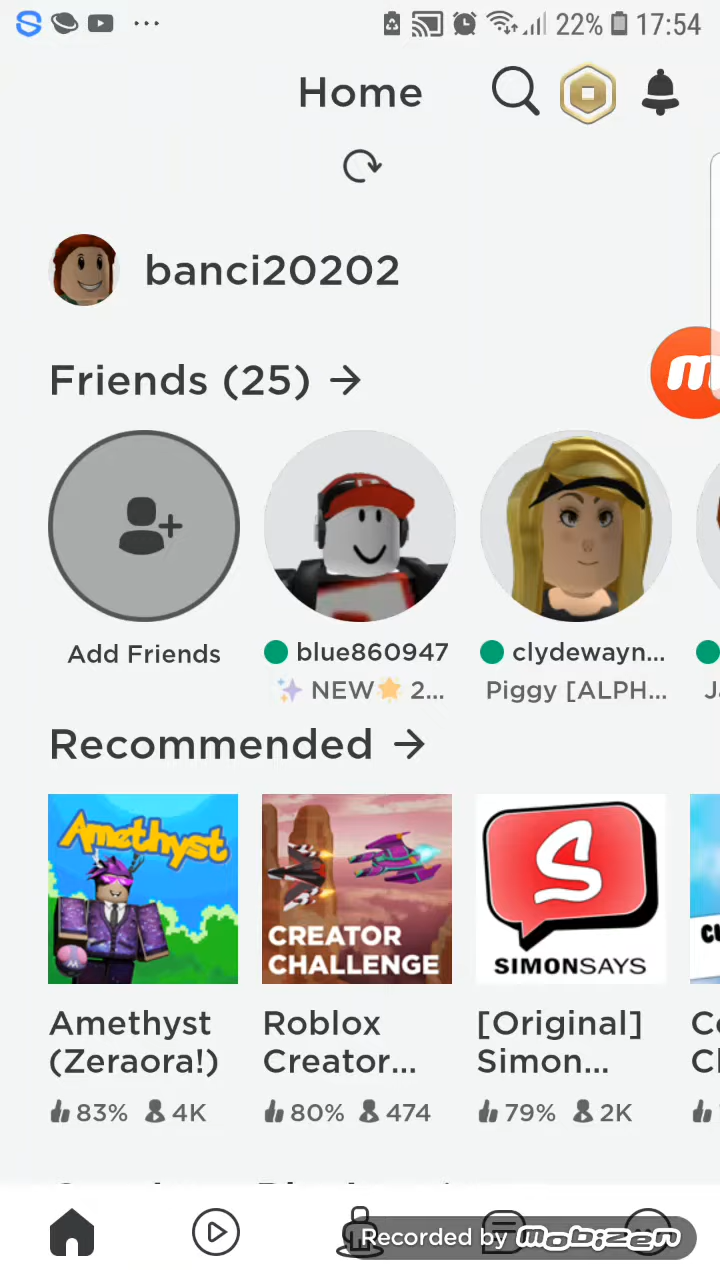 22% 17:54
Home
banci20202
Friends (25)
Add Friends
blue860947
clydewayn...
NEW 2...
Piggy [ALPH...
Recommended
Amethyst
CREATOR
CHALLENGE
S
SIMONSAYS
Amethyst
(Zeraora!)
Roblox
Creator...
[Original]
Simon...
83% 4K
80% 474
79% 2K
Recorded by mobizen